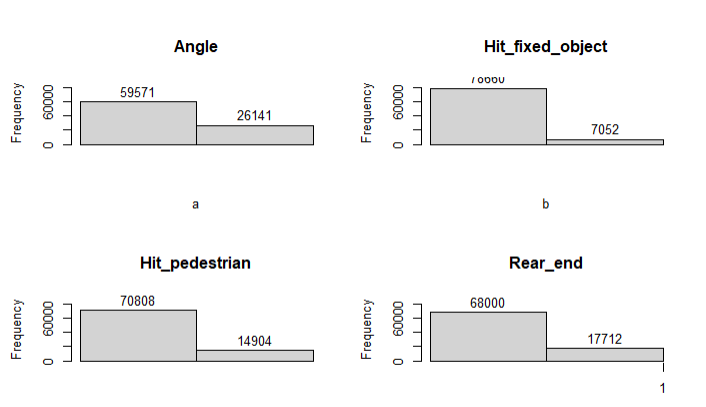 Angle
Hit_fixed_object
Frequency
0
60000
59571
26141
a
Frequency
0
60000
78660
7052
b
Hit_pedestrian
Rear_end
Frequency
0
60000
70808
14904
Frequency
0
60000
68000
17712
1